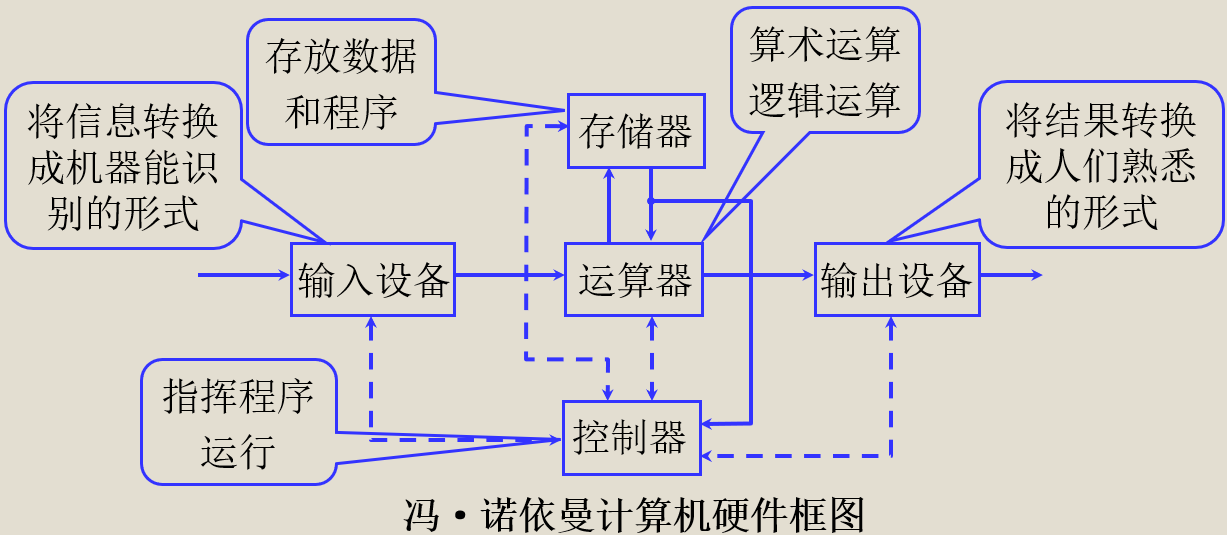 存放数据
和程序
算术运算
逻辑运算
将信息转换
成机器能识
别的形式
存储器
将结果转换
成人们熟悉
的形式
输入设备
运算器
输出设备
指挥程序
运行
控制器
冯·诺依曼计算机硬件框图